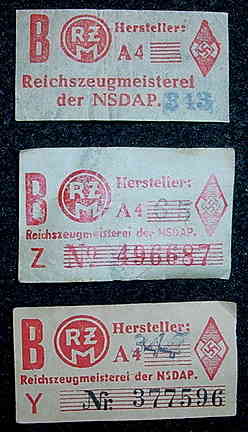 B RZM Hersteller:
A4
Reichszeugmeisterei
der NSDAP. 313
B RZM Hersteller:
A4
Reichszeugmeisterei der NSDAP.
Z No 496687
B RZM Hersteller:
A4
Reichszeugmeisterei der NSDAP.
Y Nr. 377596